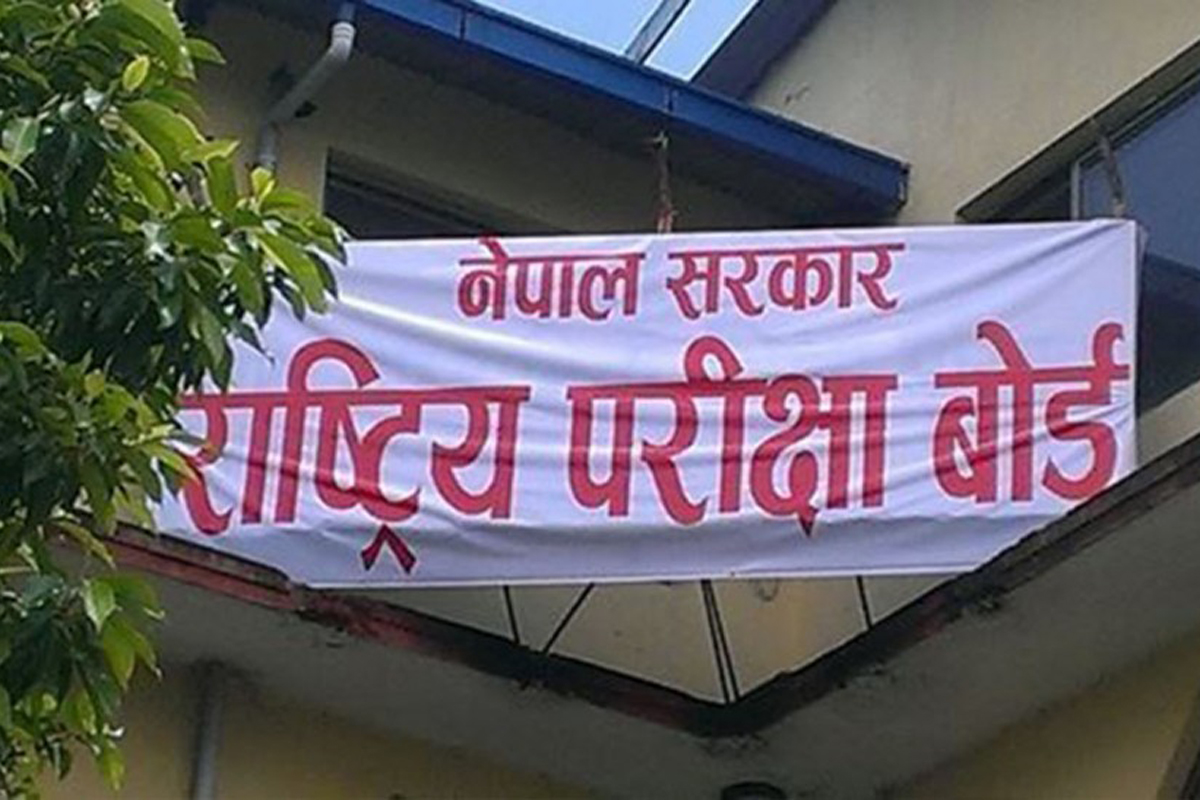 नेपाल सरकार
राष्ट्रिय परीक्षा बोर्ड